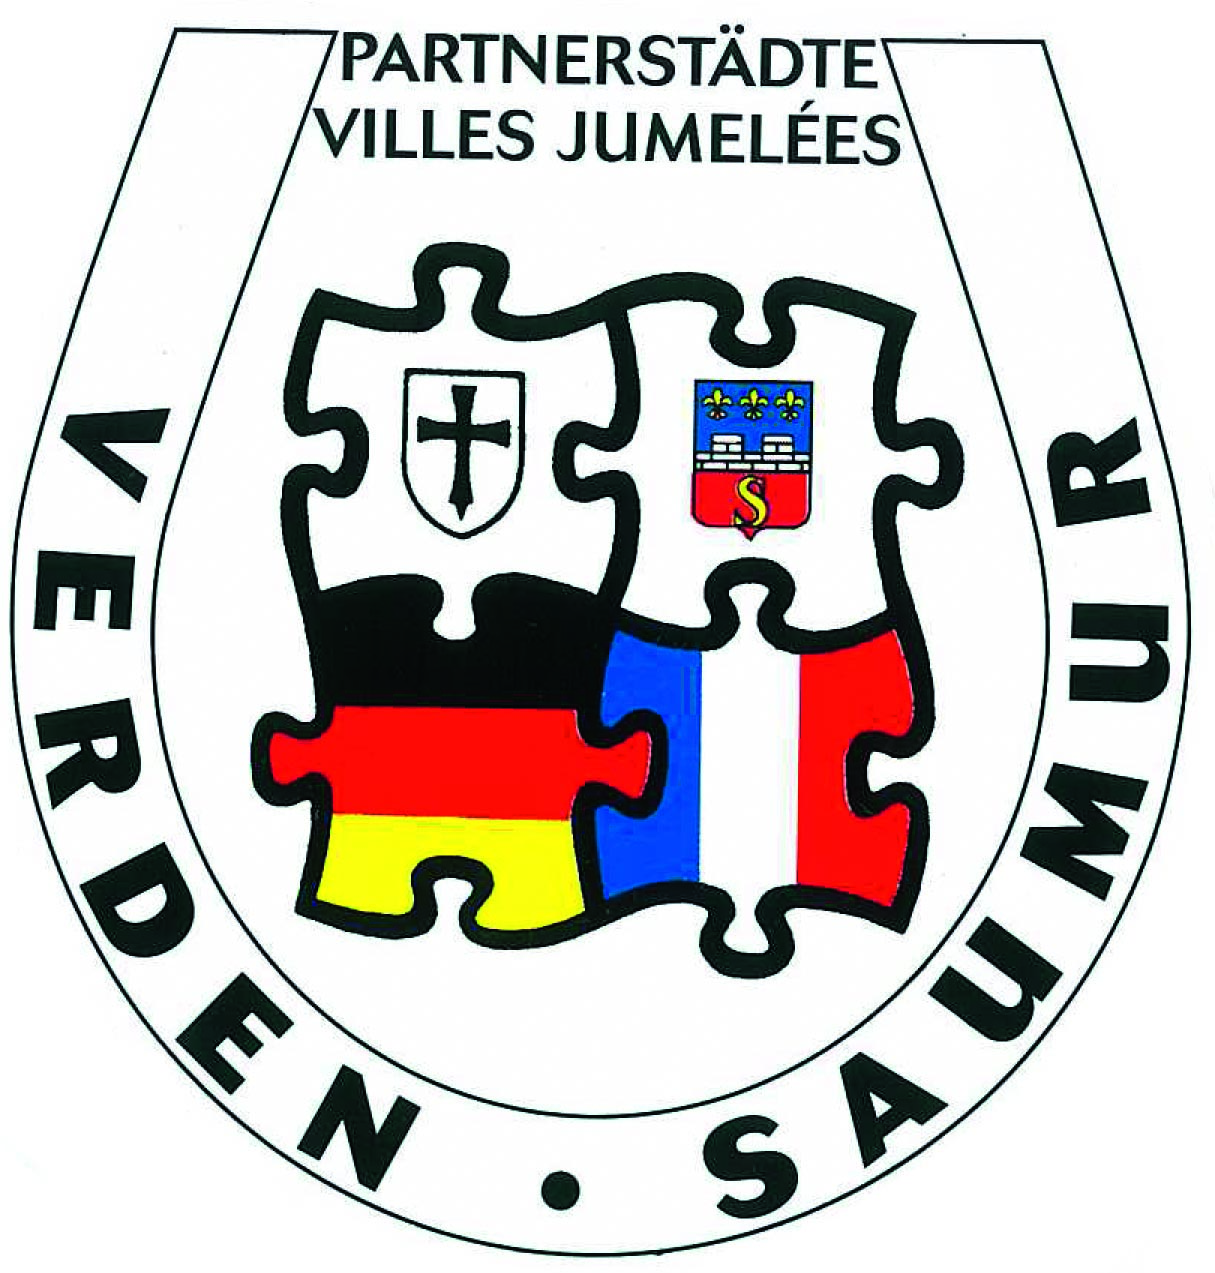 PARTNERSTÄDTE
VILLES JUMELÉES
S
VERDEN • SAUMUR